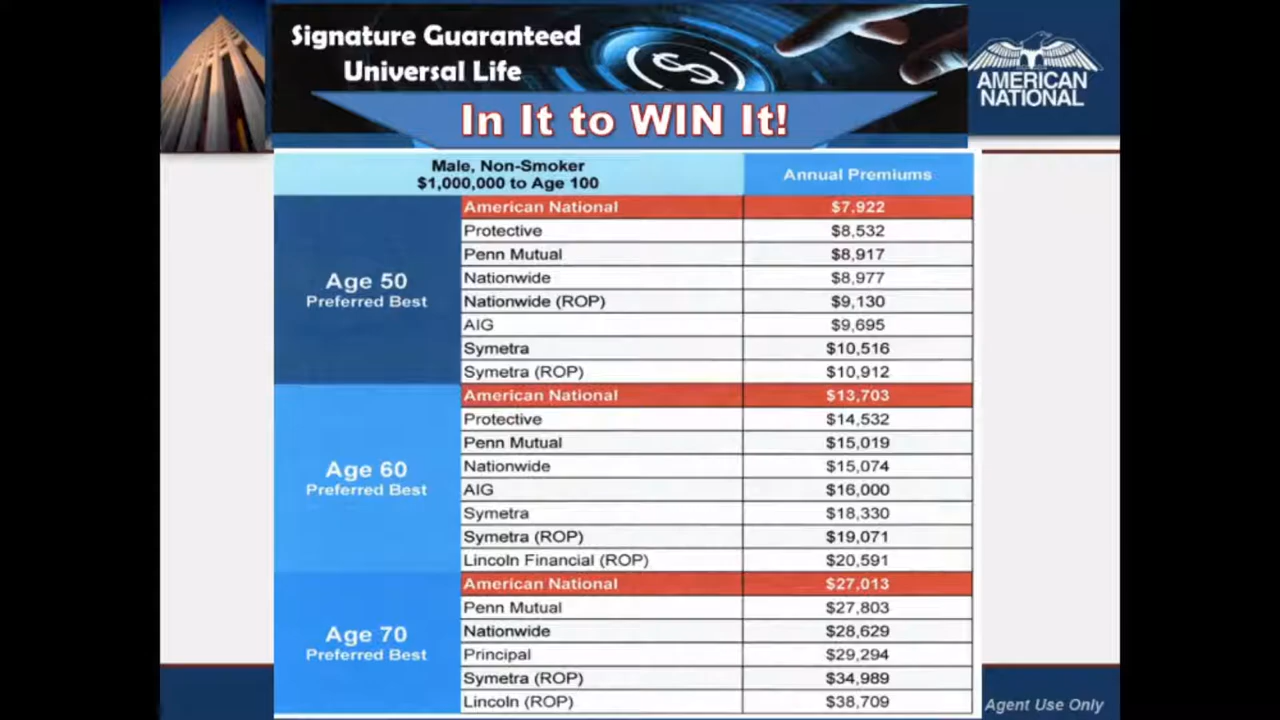 Signature Guaranteed
Universal Life
In It to WIN It!
AMERICAN
NATIONAL
Male, Non-Smoker
$1,000,000 to Age 100
Annual Premiums
Age 50
Preferred Best
American National $7,922
Protective $8,532
Penn Mutual $8,917
Nationwide $8,977
Nationwide (ROP) $9,130
AIG $9,695
Symetra $10,516
Symetra (ROP) $10,912
Age 60
Preferred Best
American National $13,703
Protective $14,532
Penn Mutual $15,019
Nationwide $15,074
AIG $16,000
Symetra $18,330
Symetra (ROP) $19,071
Lincoln Financial (ROP) $20,591
Age 70
Preferred Best
American National $27,013
Penn Mutual $27,803
Nationwide $28,629
Principal $29,294
Symetra (ROP) $34,989
Lincoln (ROP) $38,709
Agent Use Only